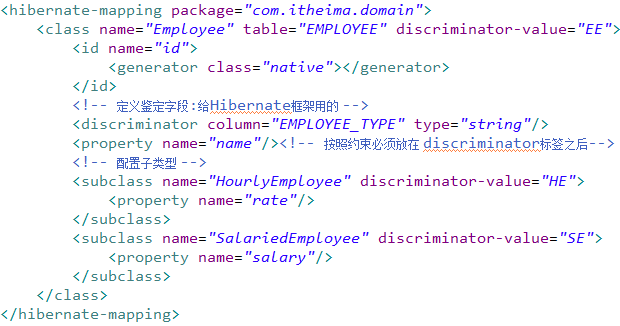 <hibernate-mapping package="com.itheima.domain">
<class name="Employee" table="EMPLOYEE" discriminator-value="EE">
<id name="id">
<generator class="native"></generator>
</id>
<!-- 定义鉴定字段:给Hibernate框架用的 -->
<discriminator column="EMPLOYEE_TYPE" type="string"/>
<property name="name"/><!-- 按照约束必须放在 discriminator标签之后-->
<!-- 配置子类型 -->
<subclass name="HourlyEmployee" discriminator-value="HE">
<property name="rate"/>
</subclass>
<subclass name="SalariedEmployee" discriminator-value="SE">
<property name="salary"/>
</subclass>
</class>
</hibernate-mapping>